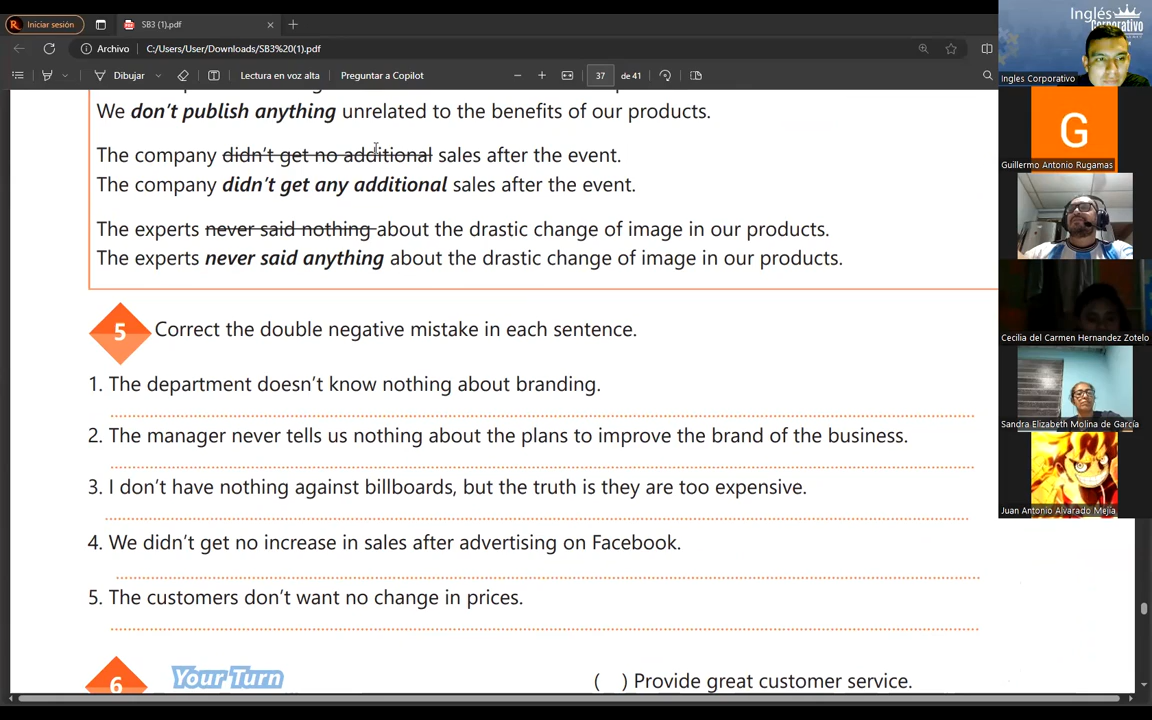 Iniciar sesión
SB3 (1).pdf
Archivo
C:/Users/User/Downloads/SB3%20(1).pdf
Dibujar
Lectura en voz alta
Preguntar a Copilot
37 de 41
We don't publish anything unrelated to the benefits of our products.
The company didn't get no additional sales after the event.
The company didn't get any additional sales after the event.
The experts never said nothing about the drastic change of image in our products.
The experts never said anything about the drastic change of image in our products.
5 Correct the double negative mistake in each sentence.
1. The department doesn't know nothing about branding.
2. The manager never tells us nothing about the plans to improve the brand of the business.
3. I don't have nothing against billboards, but the truth is they are too expensive.
4. We didn't get no increase in sales after advertising on Facebook.
5. The customers don't want no change in prices.
6 Your Turn
( ) Provide great customer service.
Inglés
Corporativo
Ingles Corporativo
G
Guillermo Antonio Rugamas
Cecilia del Carmen Hernandez Zotelo
Sandra Elizabeth Molina de García
Juan Antonio Alvarado Mejía